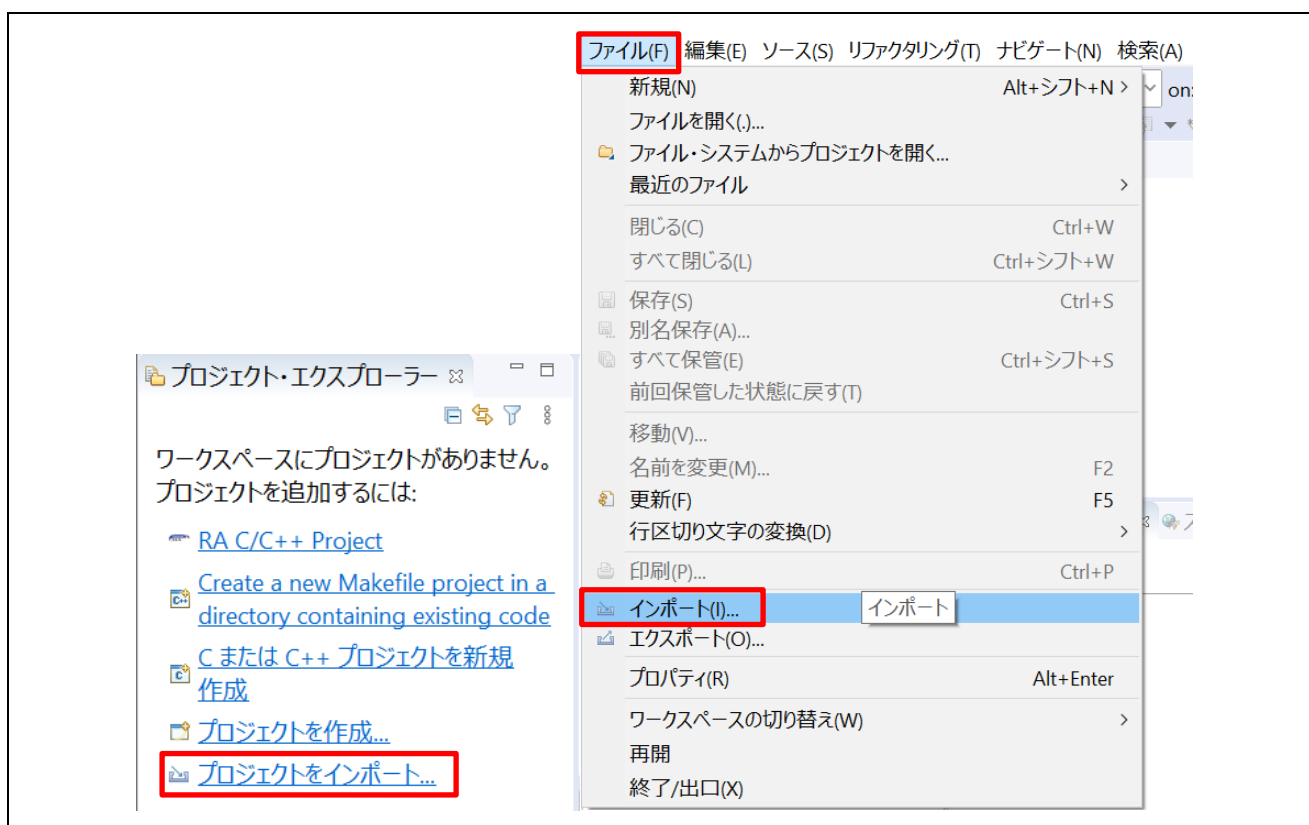 ファイル(F) 編集(E) ソース(S) リファクタリング(T) ナビゲート(N) 検索(A)
新規(N) Alt+シフト+N >
on:
ファイルを開く(.)...
ファイル・システムからプロジェクトを開く...
最近のファイル >
閉じる(C) Ctrl+W
すべて閉じる(L) Ctrl+シフト+W
保存(S) Ctrl+S
別名保存(A)...
すべて保管(E) Ctrl+シフト+S
前回保管した状態に戻す(T)
移動(V)...
名前を変更(M)... F2
更新(F) F5
行区切り文字の変換(D) >
印刷(P)... Ctrl+P
インポート(I)... インポート
エクスポート(O)...
プロパティ(R) Alt+Enter
ワークスペースの切り替え(W) >
再開
終了/出口(X)
プロジェクト・エクスプローラー
ワークスペースにプロジェクトがありません。
プロジェクトを追加するには:
RA C/C++ Project
Create a new Makefile project in a
directory containing existing code
C または C++ プロジェクトを新規
作成
プロジェクトを作成...
プロジェクトをインポート...